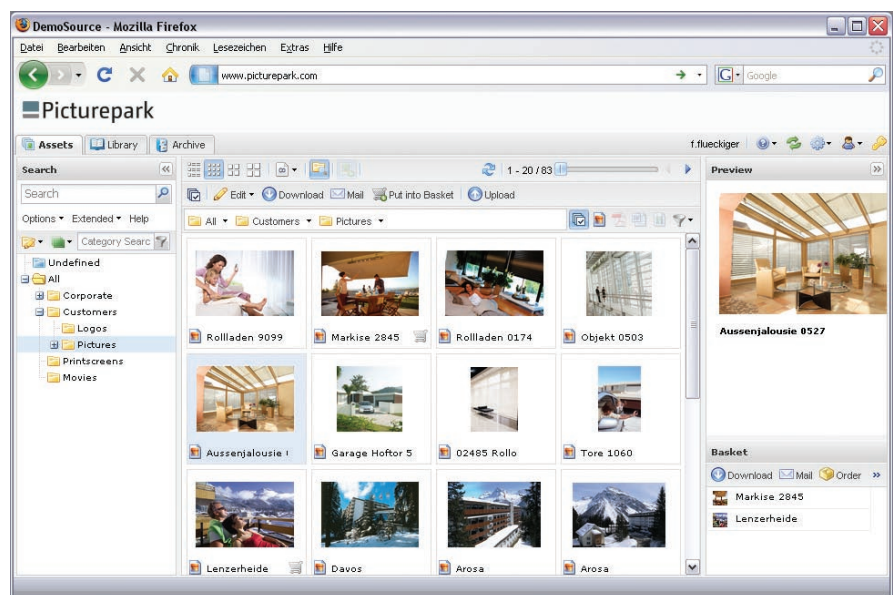 DemoSource - Mozilla Firefox
Datei Bearbeiten Ansicht Chronik Lesezeichen Extras Hilfe
www.picturepark.com
G Google
Picturepark
Assets Library Archive f.flueckiger
Search 1 - 20 / 83 Preview
Search Edit Download Mail Put into Basket Upload
Options Extended Help All Customers Pictures
Category Searc
Undefined
All
Corporate
Customers
Logos
Pictures
Printscreens
Movies
Rollladen 9099 Markise 2845 Rollladen 0174 Objekt 0503
Aussenjalousie Garage Hoftor 5 02485 Rollo Tore 1060
Lenzerheide Davos Arosa Arosa
Aussenjalousie 0527
Basket
Download Mail Order »
Markise 2845
Lenzerheide